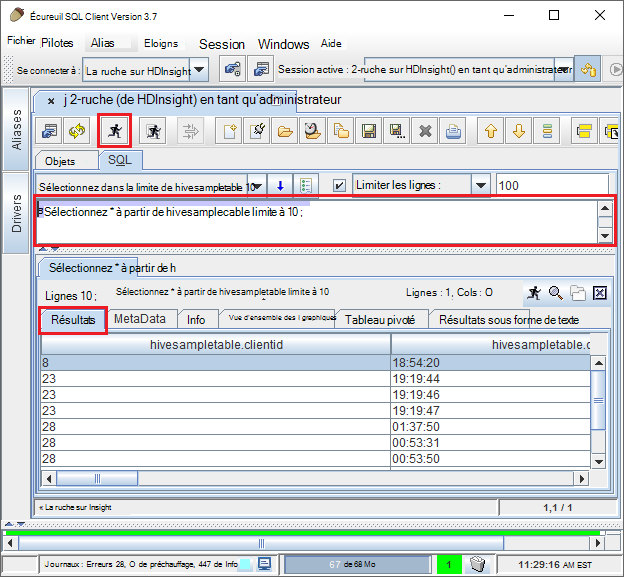 Écureuil SQL Client Version 3.7
Fichier Pilotes Alias Eloigns Session Windows Aide
Se connecter à : La ruche sur HDInsight Session active : 2-ruche sur HDInsight() en tant qu'administrateur
× j 2-ruche (de HDInsight) en tant qu'administrateur
Aliases
Drivers
Objets SQL
Sélectionnez dans la limite de hivesampletable 10 Limiter les lignes : 100
Sélectionnez * à partir de hivesamplecable limite à 10 ;
Sélectionnez * à partir de h
Lignes 10 ; Sélectionnez * à partir de hivesampletable limite à 10 Lignes : 1, Cols : O
Résultats MetaData Info Vue d'ensemble des I graphiques Tableau pivoté Résultats sous forme de texte
hivesampletable.clientid hivesampletable.
8 18:54:20
23 19:19:44
23 19:19:46
23 19:19:47
28 01:37:50
28 00:53:31
28 00:53:50
« La ruche sur Insight 1,1 / 1
Journaux : Erreurs 28, O de préchauffage, 447 de Info 67 de 68 Mo 1 11:29:16 AM EST